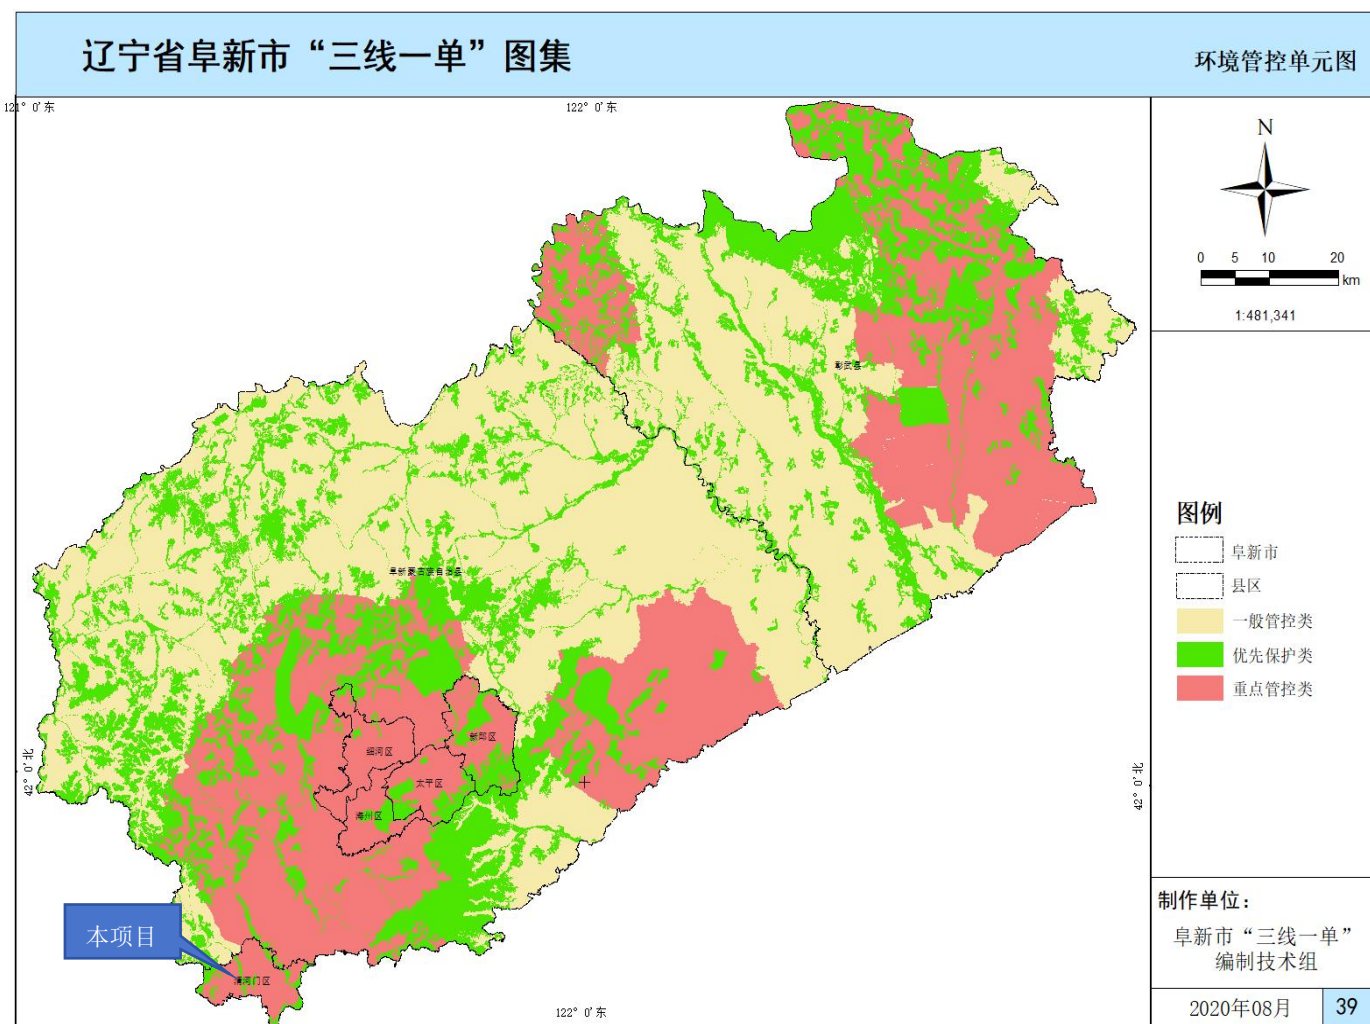 辽宁省阜新市“三线一单”图集
环境管控单元图
121° 0′东
122° 0′东
N
0 5 10 20
km
1:481,341
彰武县
图例
阜新市
县区
一般管控类
优先保护类
重点管控类
阜新蒙古族自治县
新邱区
细河区
太平区
海州区
42° 0′北
42° 0′北
本项目
清河门区
122° 0′东
制作单位：
阜新市“三线一单”
编制技术组
2020年08月
39